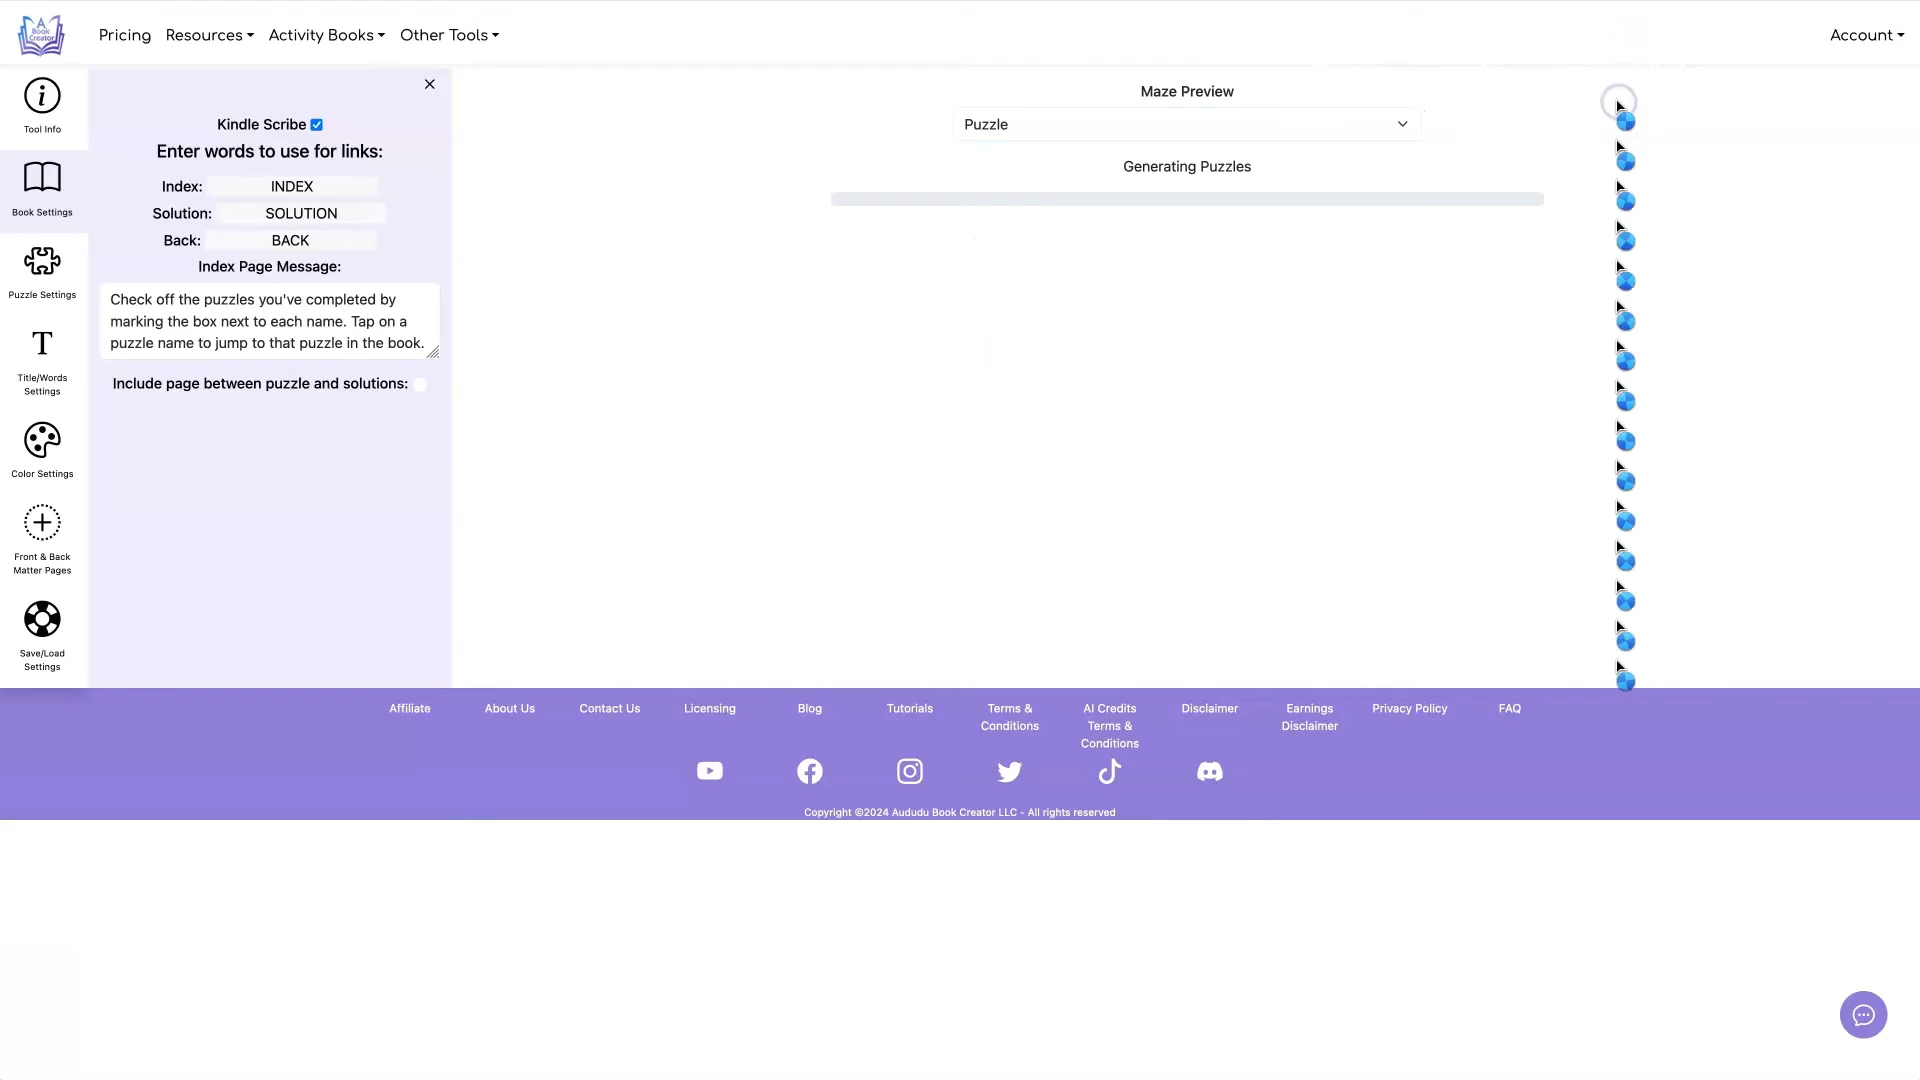 A
Book
Creator
Pricing
Resources
Activity Books
Other Tools
Account
Tool Info
Book Settings
Puzzle Settings
Title/Words
Settings
Color Settings
Front & Back
Matter Pages
Save/Load
Settings
Kindle Scribe
Enter words to use for links:
Index: INDEX
Solution: SOLUTION
Back: BACK
Index Page Message:
Check off the puzzles you've completed by
marking the box next to each name. Tap on a
puzzle name to jump to that puzzle in the book.
Include page between puzzle and solutions:
Maze Preview
Puzzle
Generating Puzzles
Affiliate
About Us
Contact Us
Licensing
Blog
Tutorials
Terms &
Conditions
AI Credits
Terms &
Conditions
Disclaimer
Earnings
Disclaimer
Privacy Policy
FAQ
Copyright ©2024 Aududu Book Creator LLC - All rights reserved